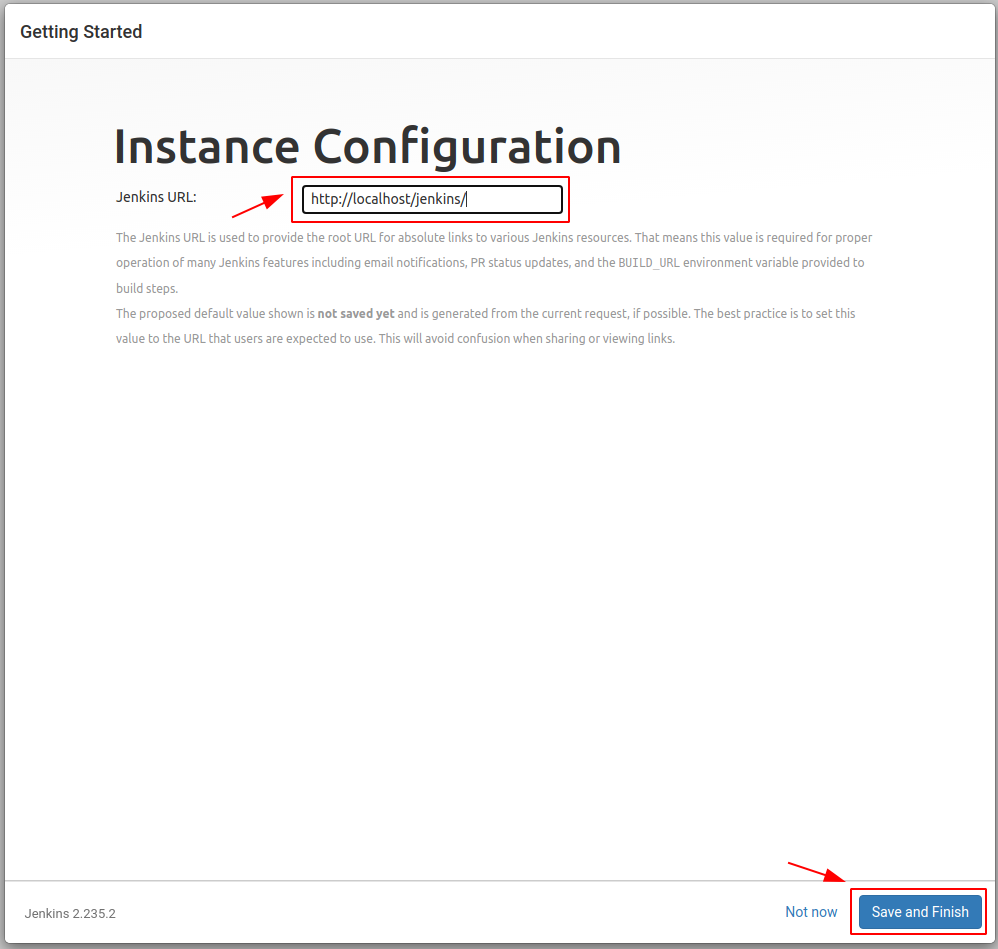 Getting Started
Instance Configuration
Jenkins URL:
http://localhost/jenkins/
The Jenkins URL is used to provide the root URL for absolute links to various Jenkins resources. That means this value is required for proper
operation of many Jenkins features including email notifications, PR status updates, and the BUILD_URL environment variable provided to
build steps.
The proposed default value shown is not saved yet and is generated from the current request, if possible. The best practice is to set this
value to the URL that users are expected to use. This will avoid confusion when sharing or viewing links.
Jenkins 2.235.2
Not now
Save and Finish